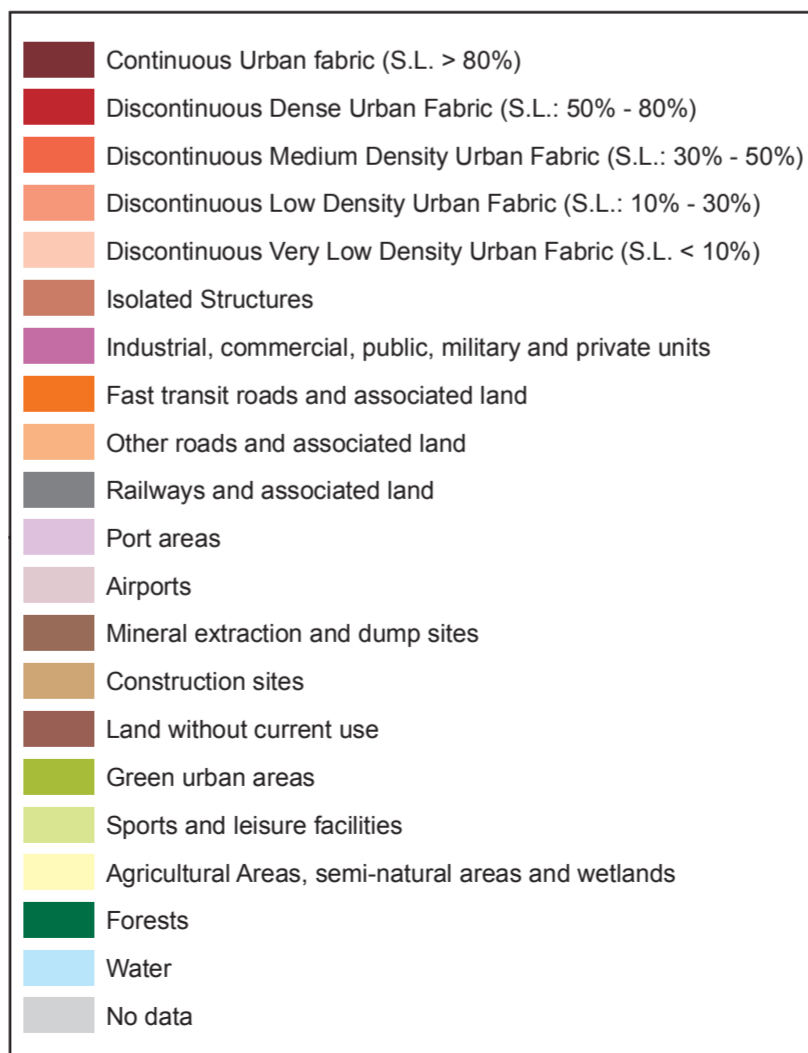 Continuous Urban fabric (S.L. > 80%)
Discontinuous Dense Urban Fabric (S.L.: 50% - 80%)
Discontinuous Medium Density Urban Fabric (S.L.: 30% - 50%)
Discontinuous Low Density Urban Fabric (S.L.: 10% - 30%)
Discontinuous Very Low Density Urban Fabric (S.L. < 10%)
Isolated Structures
Industrial, commercial, public, military and private units
Fast transit roads and associated land
Other roads and associated land
Railways and associated land
Port areas
Airports
Mineral extraction and dump sites
Construction sites
Land without current use
Green urban areas
Sports and leisure facilities
Agricultural Areas, semi-natural areas and wetlands
Forests
Water
No data